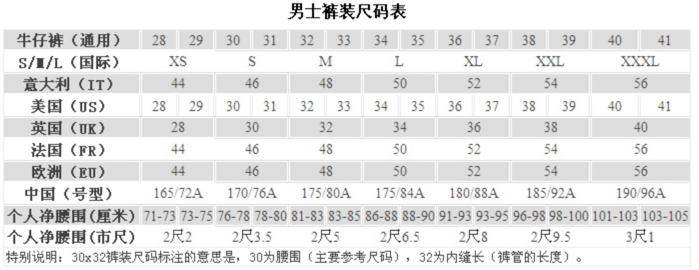 男士裤装尺码表
牛仔裤（通用） 28 29 30 31 32 33 34 35 36 37 38 39 40 41
S/M/L（国际） XS S M L XL XXL XXXL
意大利（IT） 44 46 48 50 52 54 56
美国（US） 28 29 30 31 32 33 34 35 36 37 38 39 40 41
英国（UK） 28 30 32 34 36 38 40
法国（FR） 44 46 48 50 52 54 56
欧洲（EU） 44 46 48 50 52 54 56
中国（号型） 165/72A 170/76A 175/80A 175/84A 180/88A 185/92A 190/96A
个人净腰围(厘米) 71-73 73-75 76-78 78-80 81-83 83-85 86-88 88-90 91-93 93-95 96-98 98-100 101-103 103-105
个人净腰围(市尺) 2尺2 2尺3.5 2尺5 2尺6.5 2尺8 2尺9.5 3尺1
特别说明：30x32裤装尺码标注的意思是，30为腰围（主要参考尺码），32为内缝长（裤管的长度）。